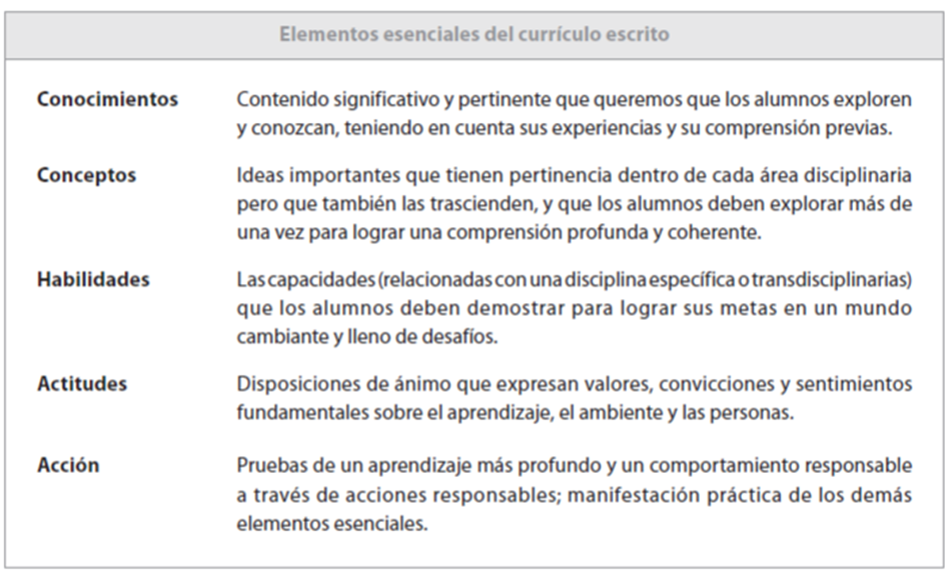 Elementos esenciales del currículo escrito
Conocimientos Contenido significativo y pertinente que queremos que los alumnos exploren
y conozcan, teniendo en cuenta sus experiencias y su comprensión previas.
Conceptos Ideas importantes que tienen pertinencia dentro de cada área disciplinaria
pero que también las trascienden, y que los alumnos deben explorar más de
una vez para lograr una comprensión profunda y coherente.
Habilidades Las capacidades (relacionadas con una disciplina específica o transdisciplinarias)
que los alumnos deben demostrar para lograr sus metas en un mundo
cambiante y lleno de desafíos.
Actitudes Disposiciones de ánimo que expresan valores, convicciones y sentimientos
fundamentales sobre el aprendizaje, el ambiente y las personas.
Acción Pruebas de un aprendizaje más profundo y un comportamiento responsable
a través de acciones responsables; manifestación práctica de los demás
elementos esenciales.